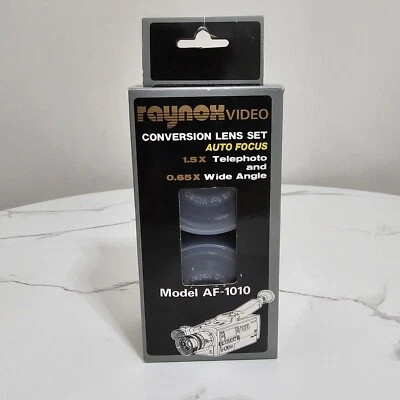 raynox VIDEO
CONVERSION LENS SET
AUTO FOCUS
1.5X Telephoto
and
0.65X Wide Angle
Model AF-1010